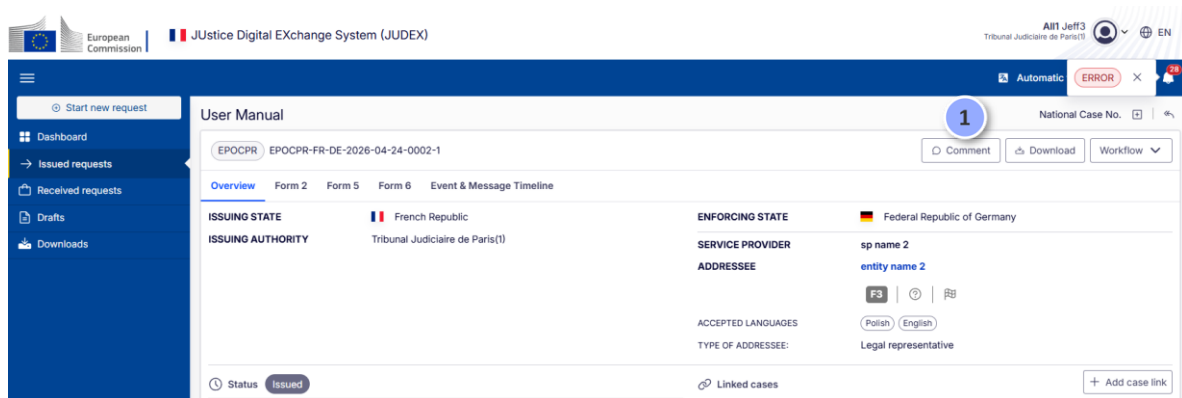 European
Commission
JUstice Digital EXchange System (JUDEX)
All1 Jeff3
Tribunal Judiciaire de Paris(1)
EN
Automatic
ERROR
28
Start new request
User Manual
1
National Case No.
Dashboard
EPOCPR EPOCPR-FR-DE-2026-04-24-0002-1
Comment
Download
Workflow
Issued requests
Received requests
Overview Form 2 Form 5 Form 6 Event & Message Timeline
Drafts
ISSUING STATE French Republic
ENFORCING STATE Federal Republic of Germany
Downloads
ISSUING AUTHORITY Tribunal Judiciaire de Paris(1)
SERVICE PROVIDER sp name 2
ADDRESSEE entity name 2
F3
ACCEPTED LANGUAGES Polish English
TYPE OF ADDRESSEE: Legal representative
Status Issued
Linked cases
+ Add case link